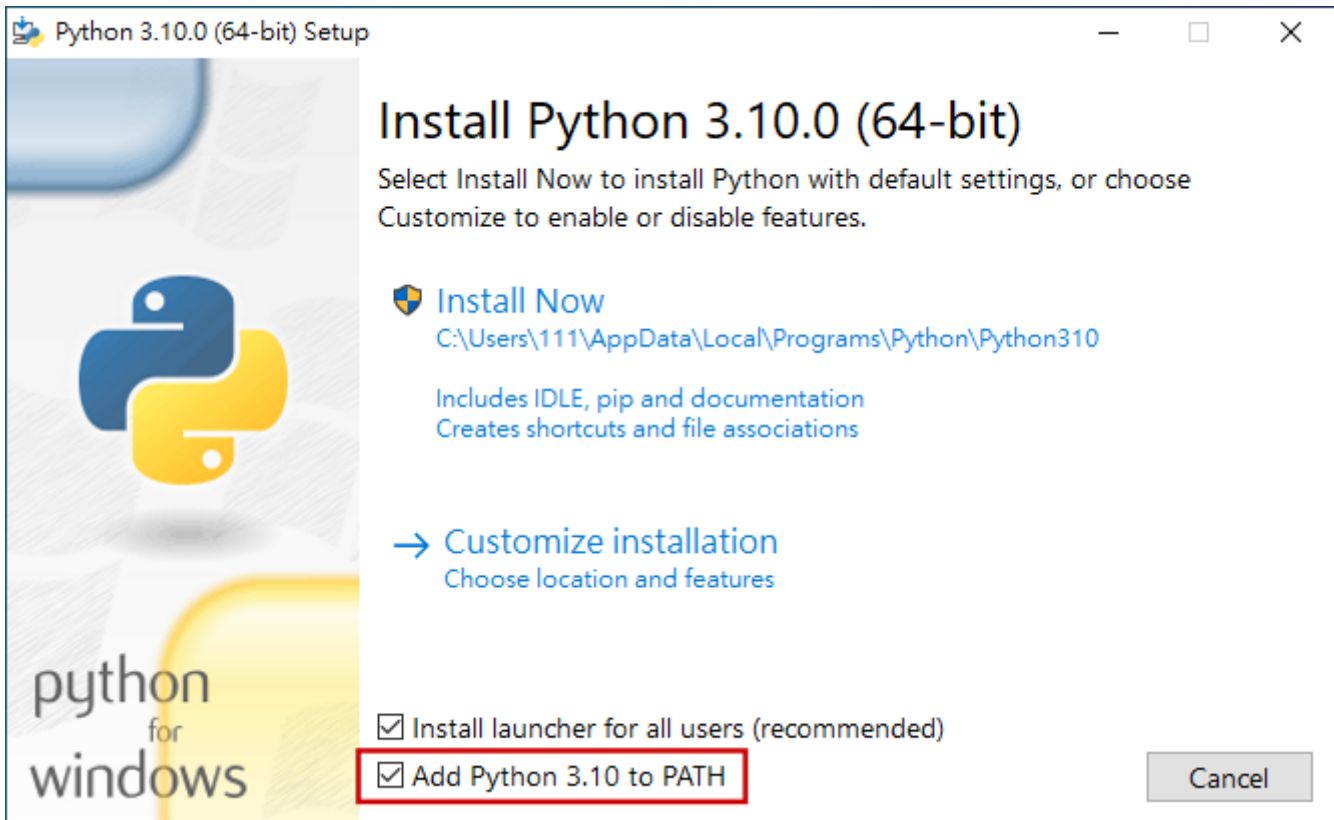 Python 3.10.0 (64-bit) Setup
Install Python 3.10.0 (64-bit)
Select Install Now to install Python with default settings, or choose
Customize to enable or disable features.
Install Now
C:\Users\111\AppData\Local\Programs\Python\Python310
Includes IDLE, pip and documentation
Creates shortcuts and file associations
Customize installation
Choose location and features
python
for
windows
Install launcher for all users (recommended)
Add Python 3.10 to PATH
Cancel